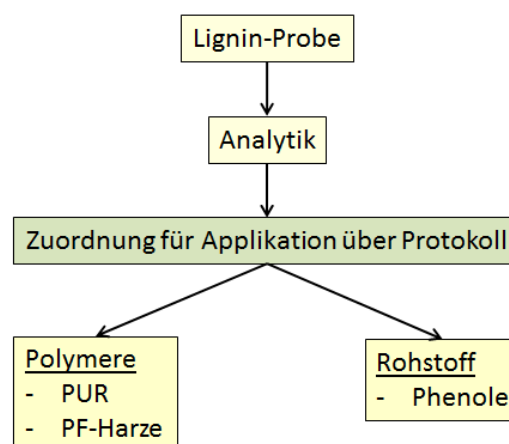 Lignin-Probe
Analytik
Zuordnung für Applikation über Protokoll
Polymere
- PUR
- PF-Harze
Rohstoff
- Phenole